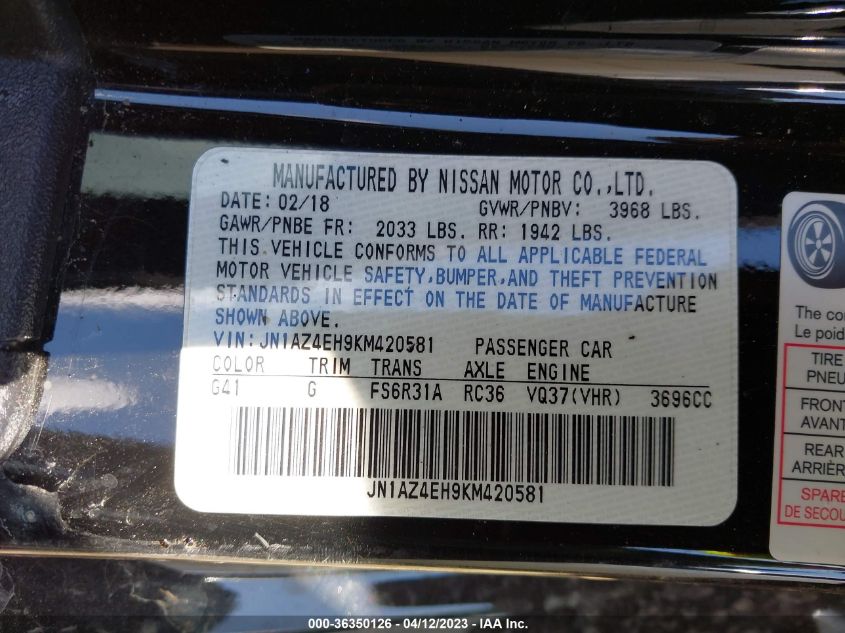 MANUFACTURED BY NISSAN MOTOR CO.,LTD.
DATE: 02/18 GVWR/PNBV: 3968 LBS.
GAWR/PNBE FR: 2033 LBS. RR: 1942 LBS.
THIS VEHICLE CONFORMS TO ALL APPLICABLE FEDERAL
MOTOR VEHICLE SAFETY,BUMPER,AND THEFT PREVENTION
STANDARDS IN EFFECT ON THE DATE OF MANUFACTURE
SHOWN ABOVE.
VIN:JN1AZ4EH9KM420581 PASSENGER CAR
COLOR TRIM TRANS AXLE ENGINE
G41 G FS6R31A RC36 VQ37(VHR) 3696CC
JN1AZ4EH9KM420581
The
Le poid
TIRE
PNEU
FRONT
AVANT
REAR
ARRIÈR
SPARE
DE SECOU
000-36350126 - 04/12/2023 - IAA Inc.